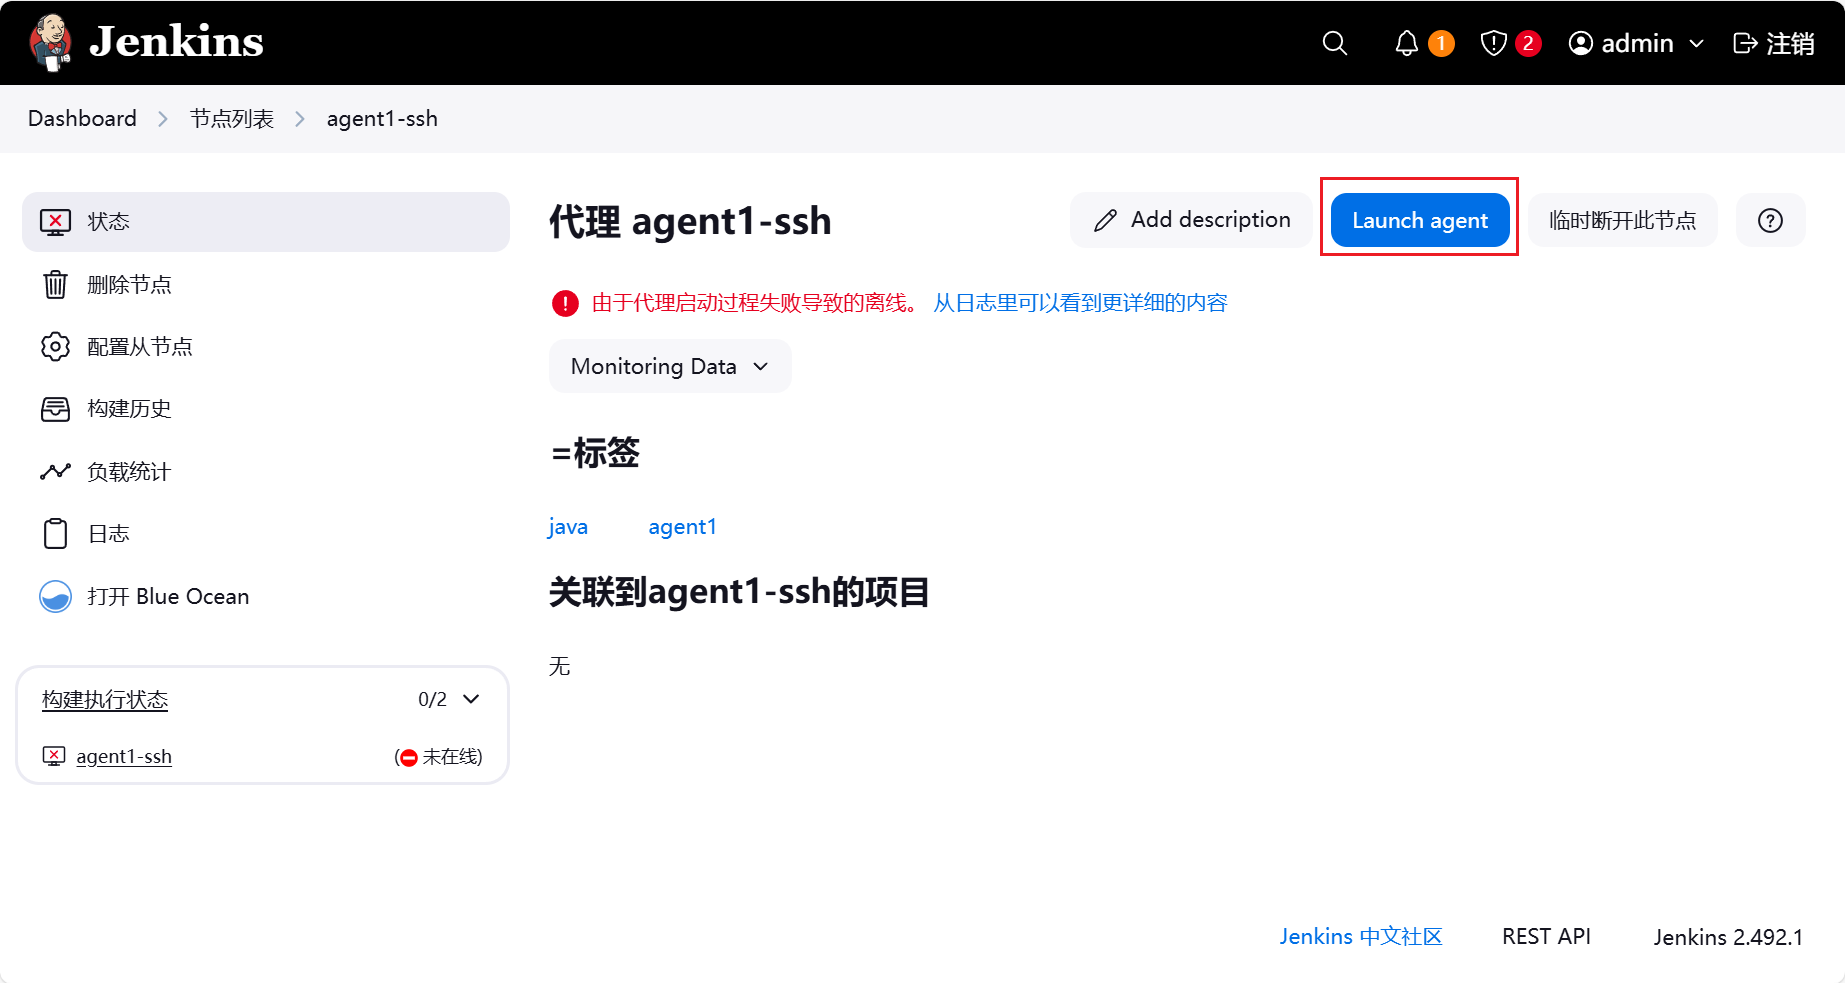 Jenkins
1
2
admin
注销
Dashboard
节点列表
agent1-ssh
状态
删除节点
配置从节点
构建历史
负载统计
日志
打开 Blue Ocean
构建执行状态
0/2
agent1-ssh
(未在线)
代理 agent1-ssh
Add description
Launch agent
临时断开此节点
由于代理启动过程失败导致的离线。 从日志里可以看到更详细的内容
Monitoring Data
=标签
java agent1
关联到agent1-ssh的项目
无
Jenkins 中文社区
REST API
Jenkins 2.492.1